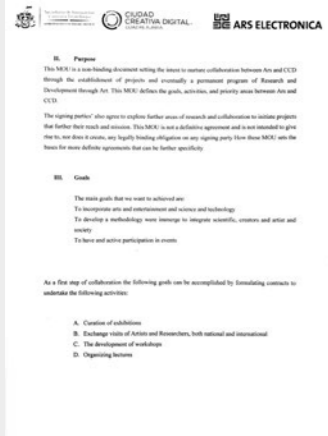 CIUDAD
CREATIVA DIGITAL.
ARS ELECTRONICA
II. Purpose
This MOU is a non-binding document setting the intent to nurture collaboration between Ars and CCD
through the establishment of projects and eventually a permanent program of Research and
Development through Art. This MOU defines the goals, activities, and priority areas between Ars and
CCD.
The signing parties' also agree to explore further areas of research and collaboration to initiate projects
that further their reach and mission. This MOU is not a definitive agreement and is not intended to give
rise to, nor does it create, any legally binding obligation on any signing party. How those MOU sets the
bases for more definite agreements that can be further specificity
III. Goals
The main goals that we want to achieved are:
To incorporate arts and entertainment and science and technology
To develop a methodology were immerge to integrate scientific, creators and artist and
society
To have and active participation in events
As a first step of collaboration the following goals can be accomplished by formulating contracts to
undertake the following activities:
A. Curation of exhibitions
B. Exchange visits of Artists and Researchers, both national and international
C. The development of workshops
D. Organizing lectures